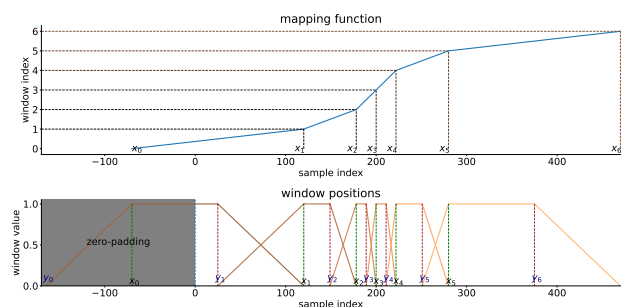 mapping function
window index
6
5
4
3
2
1
0
x0 x1 x2 x3 x4 x5 x6
−100 0 100 200 300 400
sample index
window positions
window value
1.0
0.5
0.0
zero-padding
y0 x0 y1 x1 y2 x2 y3 x3 y4 x4 y5 x5 y6
−100 0 100 200 300 400
sample index